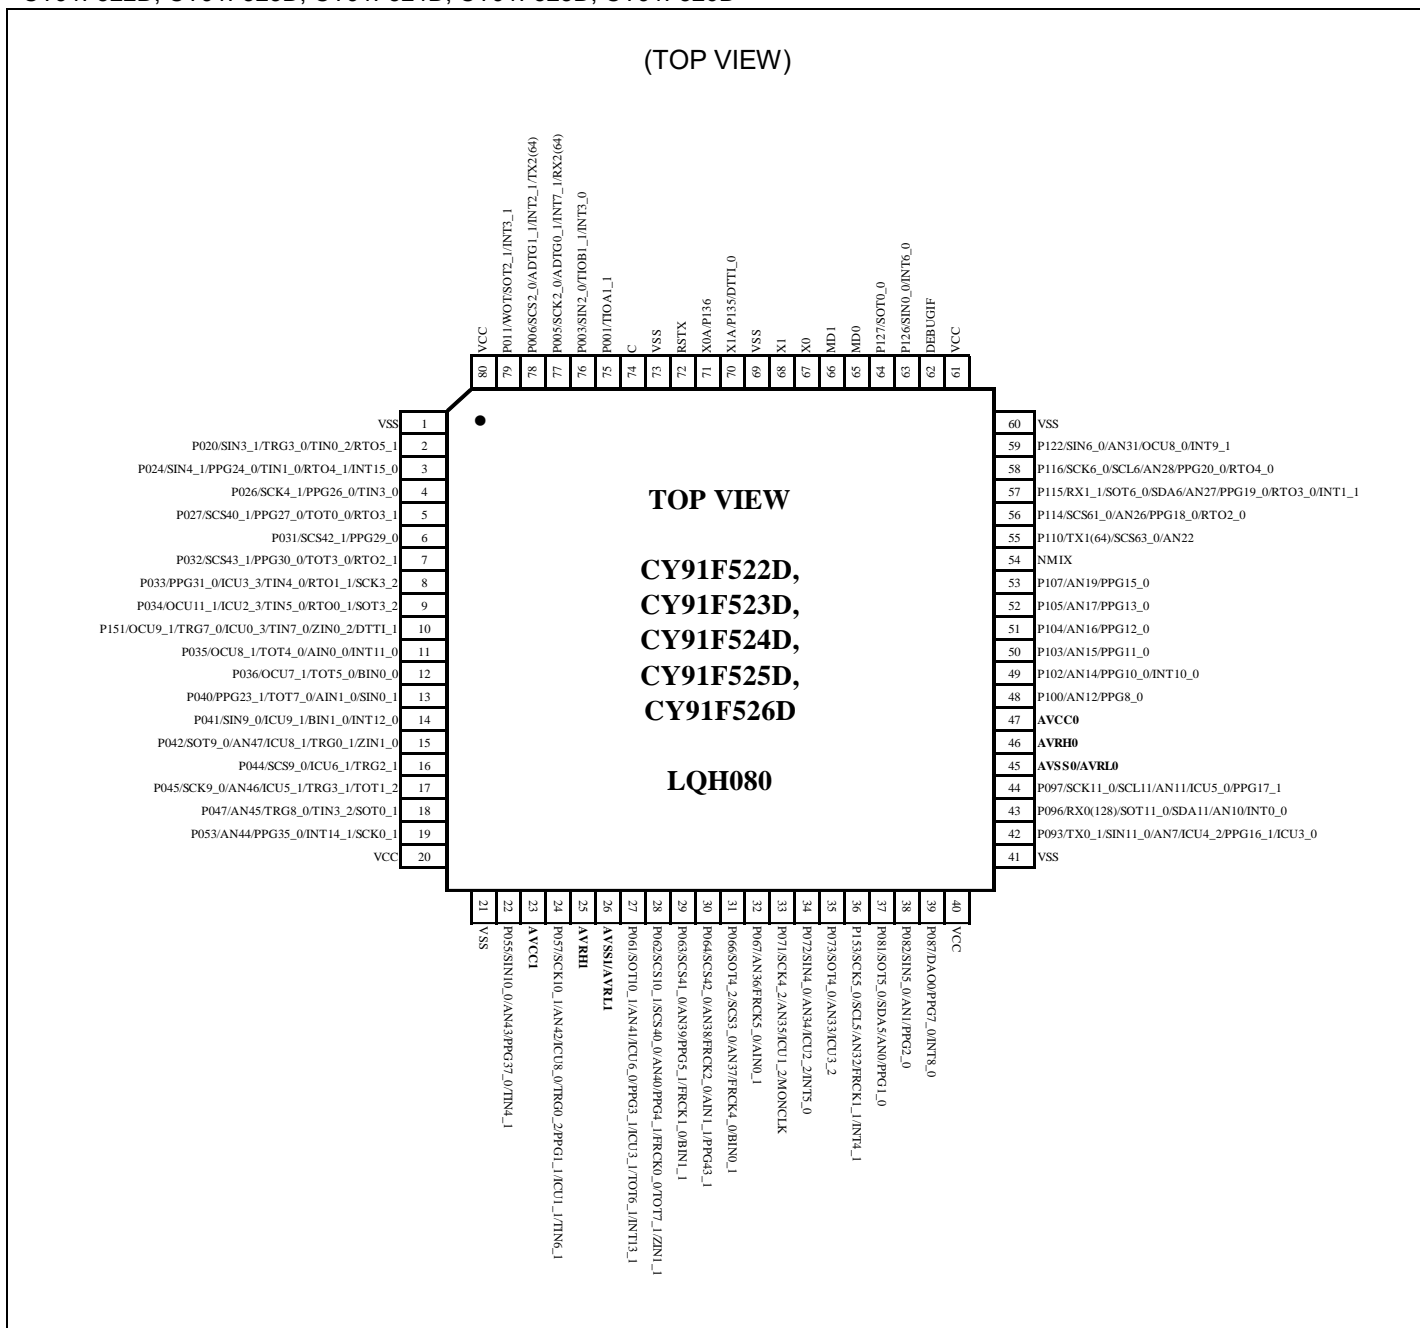 (TOP VIEW)
VCC
P011/WOT/SOT2_1/INT3_1
P006/SCS2_0/ADTG1_1/INT2_1/TX2(64)
P005/SCK2_0/ADTG0_1/INT7_1/RX2(64)
P003/SIN2_0/TIOB1_1/INT3_0
P001/TIOA1_1
C
VSS
RSTX
X0A/P136
X1A/P135/DTTI_0
VSS
X1
X0
MD1
MD0
P127/SOT0_0
P126/SIN0_0/INT6_0
DEBUGIF
VCC
80 79 78 77 76 75 74 73 72 71 70 69 68 67 66 65 64 63 62 61
VSS 1
P020/SIN3_1/TRG3_0/TIN0_2/RTO5_1 2
P024/SIN4_1/PPG24_0/TIN1_0/RTO4_1/INT15_0 3
P026/SCK4_1/PPG26_0/TIN3_0 4
P027/SCS40_1/PPG27_0/TOT0_0/RTO3_1 5
P031/SCS42_1/PPG29_0 6
P032/SCS43_1/PPG30_0/TOT3_0/RTO2_1 7
P033/PPG31_0/ICU3_3/TIN4_0/RTO1_1/SCK3_2 8
P034/OCU11_1/ICU2_3/TIN5_0/RTO0_1/SOT3_2 9
P151/OCU9_1/TRG7_0/ICU0_3/TIN7_0/ZIN0_2/DTTI_1 10
P035/OCU8_1/TOT4_0/AIN0_0/INT11_0 11
P036/OCU7_1/TOT5_0/BIN0_0 12
P040/PPG23_1/TOT7_0/AIN1_0/SIN0_1 13
P041/SIN9_0/ICU9_1/BIN1_0/INT12_0 14
P042/SOT9_0/AN47/ICU8_1/TRG0_1/ZIN1_0 15
P044/SCS9_0/ICU6_1/TRG2_1 16
P045/SCK9_0/AN46/ICU5_1/TRG3_1/TOT1_2 17
P047/AN45/TRG8_0/TIN3_2/SOT0_1 18
P053/AN44/PPG35_0/INT14_1/SCK0_1 19
VCC 20
TOP VIEW
CY91F522D,
CY91F523D,
CY91F524D,
CY91F525D,
CY91F526D
LQH080
60 VSS
59 P122/SIN6_0/AN31/OCU8_0/INT9_1
58 P116/SCK6_0/SCL6/AN28/PPG20_0/RTO4_0
57 P115/RX1_1/SOT6_0/SDA6/AN27/PPG19_0/RTO3_0/INT1_1
56 P114/SCS61_0/AN26/PPG18_0/RTO2_0
55 P110/TX1(64)/SCS63_0/AN22
54 NMIX
53 P107/AN19/PPG15_0
52 P105/AN17/PPG13_0
51 P104/AN16/PPG12_0
50 P103/AN15/PPG11_0
49 P102/AN14/PPG10_0/INT10_0
48 P100/AN12/PPG8_0
47 AVCC0
46 AVRH0
45 AVSS0/AVRL0
44 P097/SCK11_0/SCL11/AN11/ICU5_0/PPG17_1
43 P096/RX0(128)/SOT11_0/SDA11/AN10/INT0_0
42 P093/TX0_1/SIN11_0/AN7/ICU4_2/PPG16_1/ICU3_0
41 VSS
21 22 23 24 25 26 27 28 29 30 31 32 33 34 35 36 37 38 39 40
VSS
P055/SIN10_0/AN43/PPG37_0/TIN4_1
AVCC1
P057/SCK10_1/AN42/ICU8_0/TRG0_2/PPG1_1/ICU1_1/TIN6_1
AVRH1
AVSS1/AVRL1
P061/SOT10_1/AN41/ICU6_0/PPG3_1/ICU3_1/TOT6_1/INT13_1
P062/SCS10_1/SCS40_0/AN40/PPG4_1/FRCK0_0/TOT7_1/ZIN1_1
P063/SCS41_0/AN39/PPG5_1/FRCK1_0/BIN1_1
P064/SCS42_0/AN38/FRCK2_0/AIN1_1/PPG43_1
P066/SOT4_2/SCS3_0/AN37/FRCK4_0/BIN0_1
P067/AN36/FRCK5_0/AIN0_1
P071/SCK4_2/AN35/ICU1_2/MONCLK
P072/SIN4_0/AN34/ICU2_2/INT5_0
P073/SOT4_0/AN33/ICU3_2
P153/SCK5_0/SCL5/AN32/FRCK1_1/INT4_1
P081/SOT5_0/SDA5/AN0/PPG1_0
P082/SIN5_0/AN1/PPG2_0
P087/DAO0/PPG7_0/INT8_0
VCC